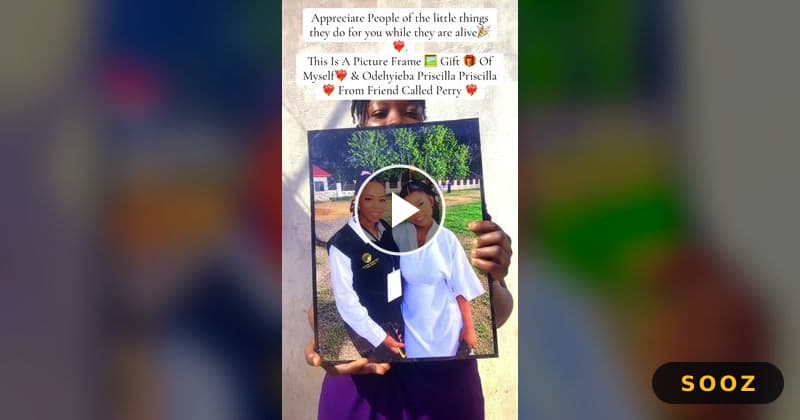 Appreciate People of the little things
they do for you while they are alive🎉
❤️‍🔥.
This Is A Picture Frame 🖼️ Gift 🎁 Of
Myself❤️‍🔥 & Odehyieba Priscilla Priscilla
❤️‍🔥 From Friend Called Perry ❤️‍🔥
SOOZ